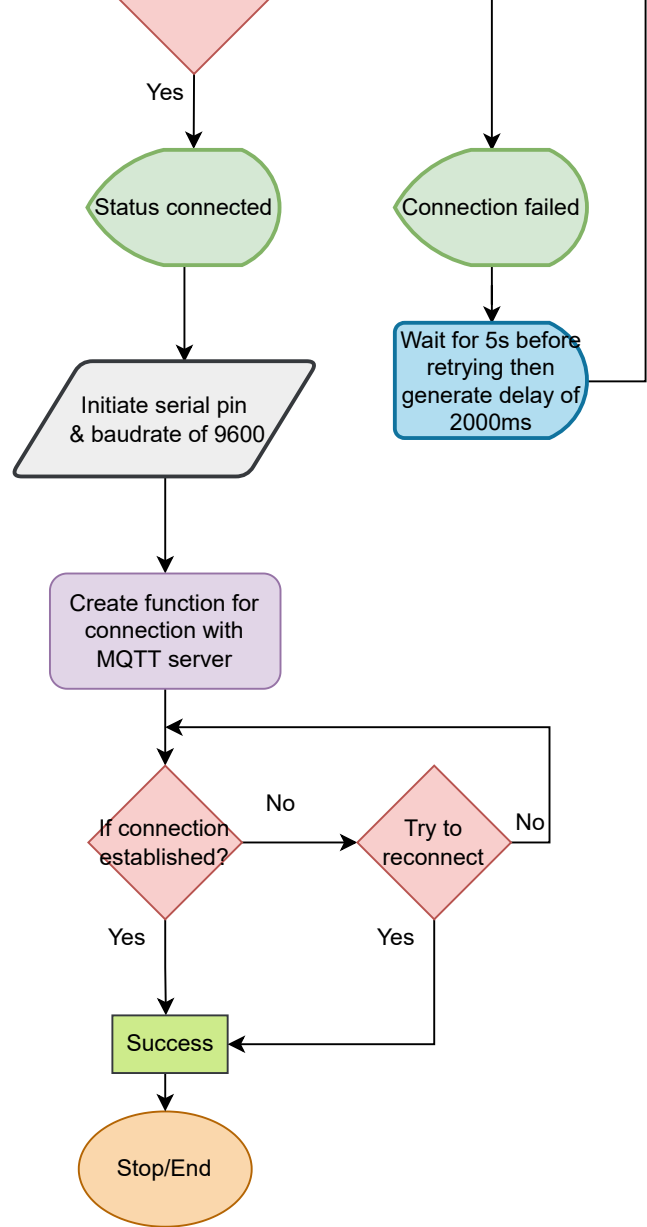 Yes
Status connected
Connection failed
Wait for 5s before
retrying then
generate delay of
2000ms
Initiate serial pin
& baudrate of 9600
Create function for
connection with
MQTT server
If connection
established?
No
Try to
reconnect
No
Yes
Yes
Success
Stop/End